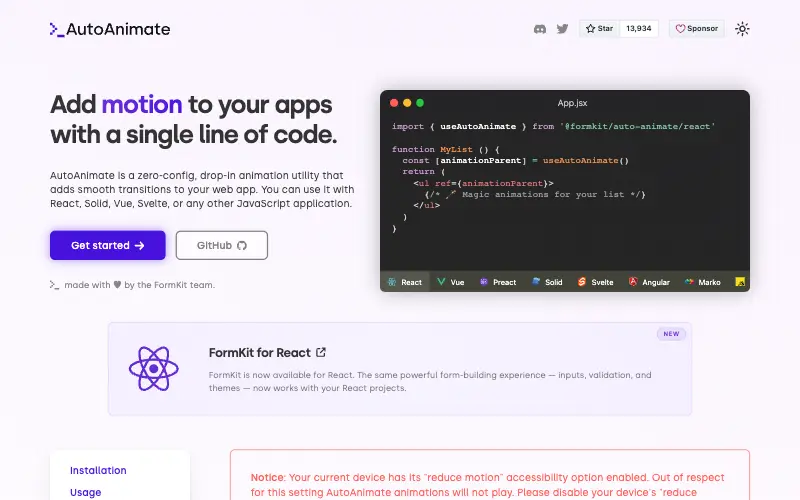 AutoAnimate
Star 13,934
Sponsor
Add motion to your apps
with a single line of code.
AutoAnimate is a zero-config, drop-in animation utility that
adds smooth transitions to your web app. You can use it with
React, Solid, Vue, Svelte, or any other JavaScript application.
Get started →
GitHub
made with ♥ by the FormKit team.
App.jsx
import { useAutoAnimate } from '@formkit/auto-animate/react'
function MyList () {
const [animationParent] = useAutoAnimate()
return (
<ul ref={animationParent}>
{/* 🪄 Magic animations for your list */}
</ul>
)
}
React Vue Preact Solid Svelte Angular Marko
NEW
FormKit for React
FormKit is now available for React. The same powerful form-building experience — inputs, validation, and
themes — now works with your React projects.
Installation
Usage
Notice: Your current device has its "reduce motion" accessibility option enabled. Out of respect
for this setting AutoAnimate animations will not play. Please disable your device's "reduce